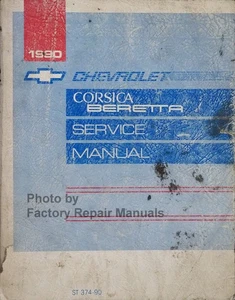 1990
CHEVROLET
CORSICA
BERETTA
SERVICE
MANUAL
Photo by
Factory Repair Manuals
ST 374-90